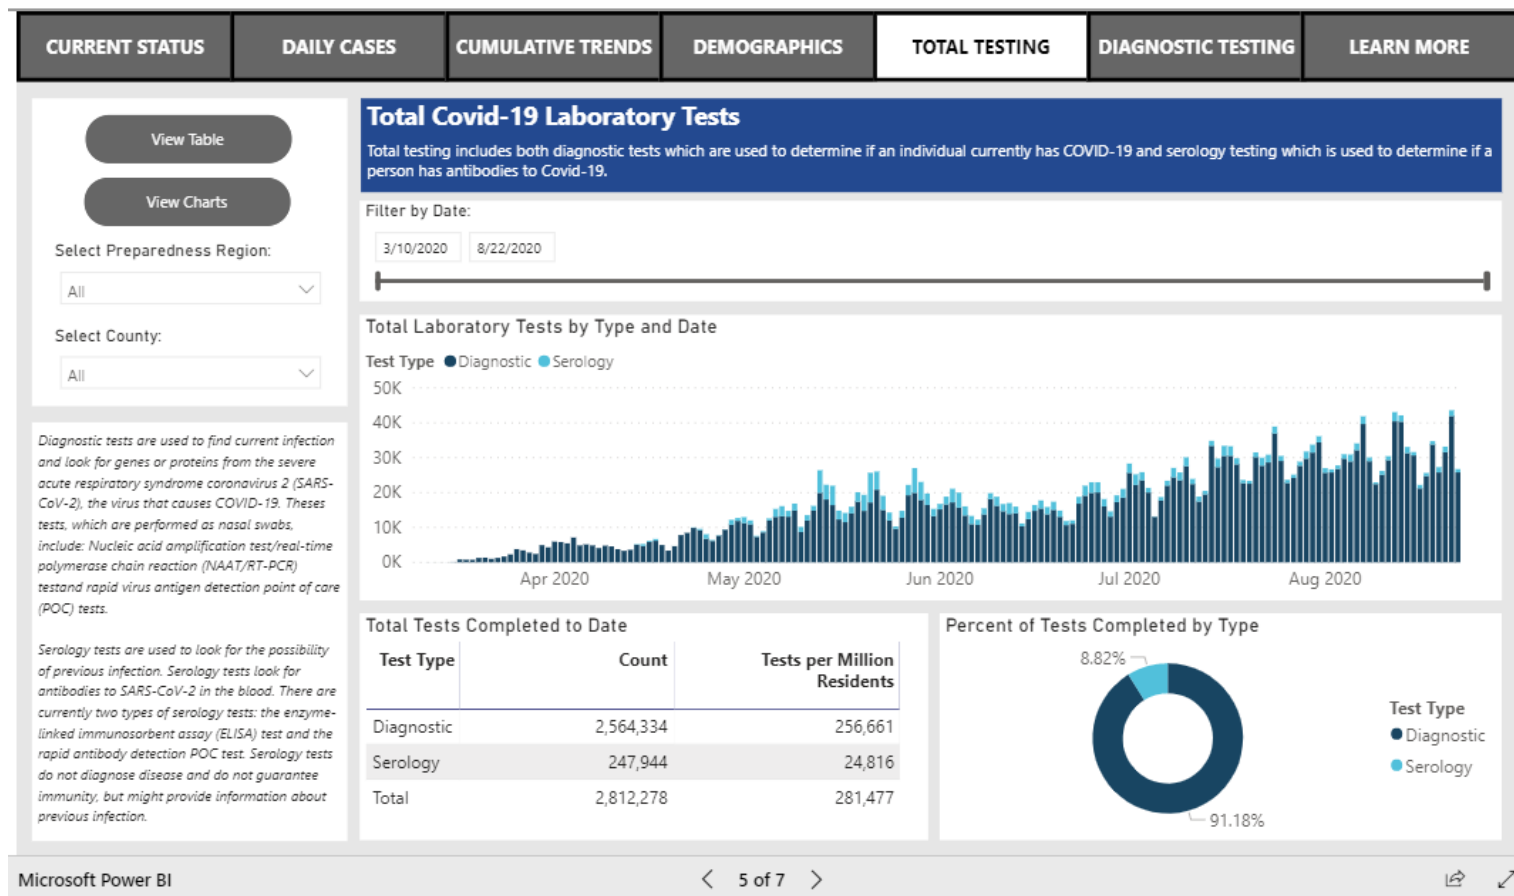 CURRENT STATUS
DAILY CASES
CUMULATIVE TRENDS
DEMOGRAPHICS
TOTAL TESTING
DIAGNOSTIC TESTING
LEARN MORE
View Table
View Charts
Select Preparedness Region:
All
Select County:
All
Diagnostic tests are used to find current infection
and look for genes or proteins from the severe
acute respiratory syndrome coronavirus 2 (SARS-
CoV-2), the virus that causes COVID-19. Theses
tests, which are performed as nasal swabs,
include: Nucleic acid amplification test/real-time
polymerase chain reaction (NAAT/RT-PCR)
testand rapid virus antigen detection point of care
(POC) tests.
Serology tests are used to look for the possibility
of previous infection. Serology tests look for
antibodies to SARS-CoV-2 in the blood. There are
currently two types of serology tests: the enzyme-
linked immunosorbent assay (ELISA) test and the
rapid antibody detection POC test. Serology tests
do not diagnose disease and do not guarantee
immunity, but might provide information about
previous infection.
Total Covid-19 Laboratory Tests
Total testing includes both diagnostic tests which are used to determine if an individual currently has COVID-19 and serology testing which is used to determine if a
person has antibodies to Covid-19.
Filter by Date:
3/10/2020 8/22/2020
Total Laboratory Tests by Type and Date
Test Type Diagnostic Serology
50K
40K
30K
20K
10K
0K
Apr 2020 May 2020 Jun 2020 Jul 2020 Aug 2020
Total Tests Completed to Date
Test Type Count Tests per Million
Residents
Diagnostic 2,564,334 256,661
Serology 247,944 24,816
Total 2,812,278 281,477
Percent of Tests Completed by Type
8.82%
91.18%
Test Type
Diagnostic
Serology
Microsoft Power BI
5 of 7